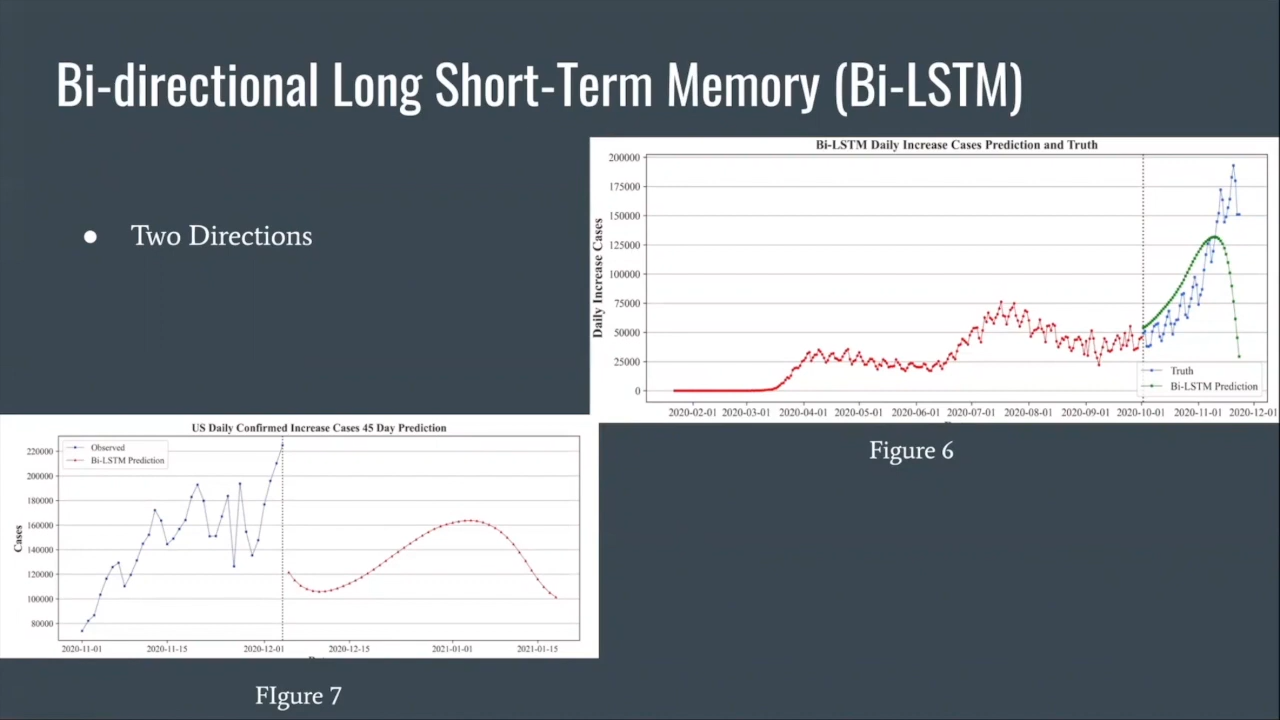 Bi-directional Long Short-Term Memory (Bi-LSTM)
● Two Directions
Bi-LSTM Daily Increase Cases Prediction and Truth
Daily Increase Cases
200000
175000
150000
125000
100000
75000
50000
25000
0
Truth
Bi-LSTM Prediction
2020-02-01 2020-03-01 2020-04-01 2020-05-01 2020-06-01 2020-07-01 2020-08-01 2020-09-01 2020-10-01 2020-11-01 2020-12-01
Figure 6
US Daily Confirmed Increase Cases 45 Day Prediction
Observed
Bi-LSTM Prediction
Cases
220000
200000
180000
160000
140000
120000
100000
80000
2020-11-01 2020-11-15 2020-12-01 2020-12-15 2021-01-01 2021-01-15
FIgure 7